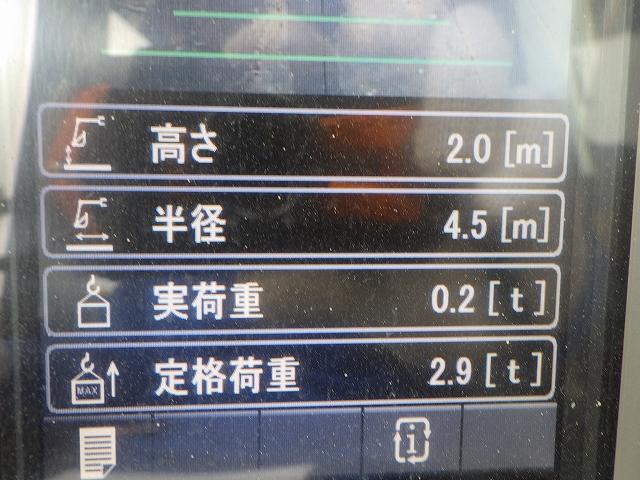 高さ 2.0 [m]
半径 4.5 [m]
実荷重 0.2 [t]
MAX 定格荷重 2.9 [t]
i